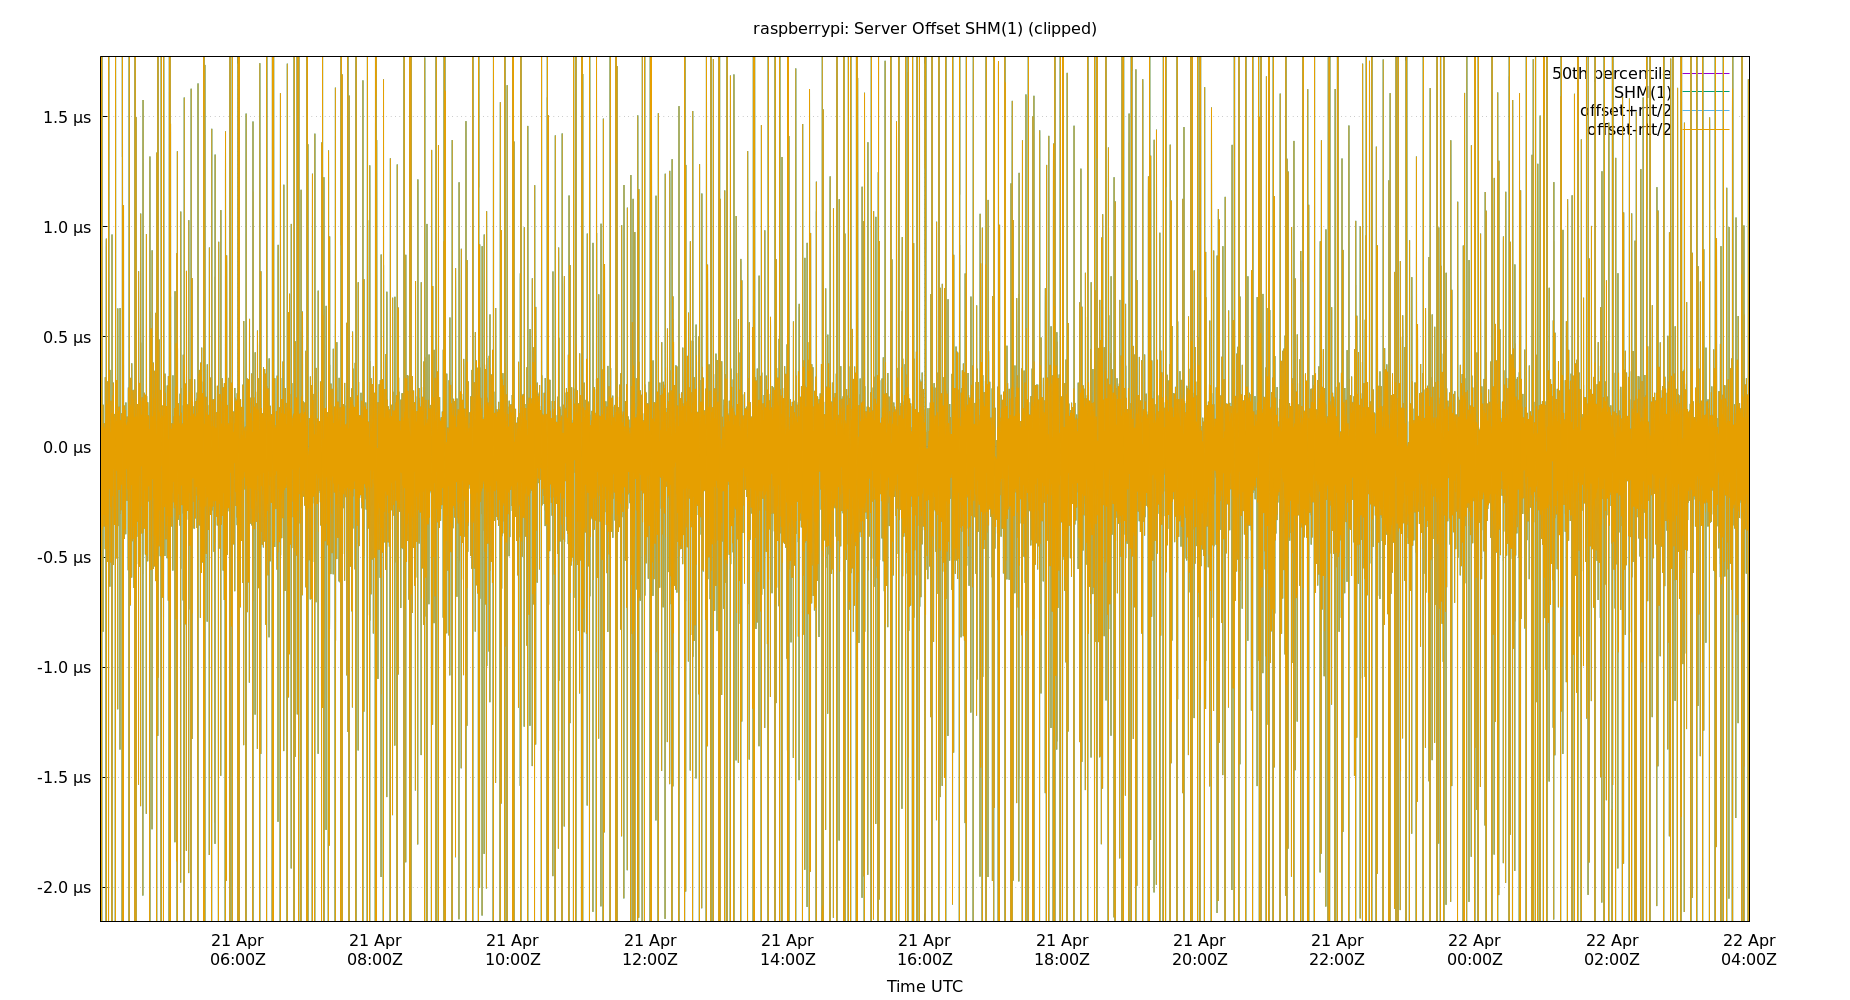 raspberrypi: Server Offset SHM(1) (clipped)
50th percentile
SHM(1)
offset+rtt/2
offset-rtt/2
1.5 µs
1.0 µs
0.5 µs
0.0 µs
-0.5 µs
-1.0 µs
-1.5 µs
-2.0 µs
21 Apr 21 Apr 21 Apr 21 Apr 21 Apr 21 Apr 21 Apr 21 Apr 21 Apr 22 Apr 22 Apr 22 Apr
06:00Z 08:00Z 10:00Z 12:00Z 14:00Z 16:00Z 18:00Z 20:00Z 22:00Z 00:00Z 02:00Z 04:00Z
Time UTC